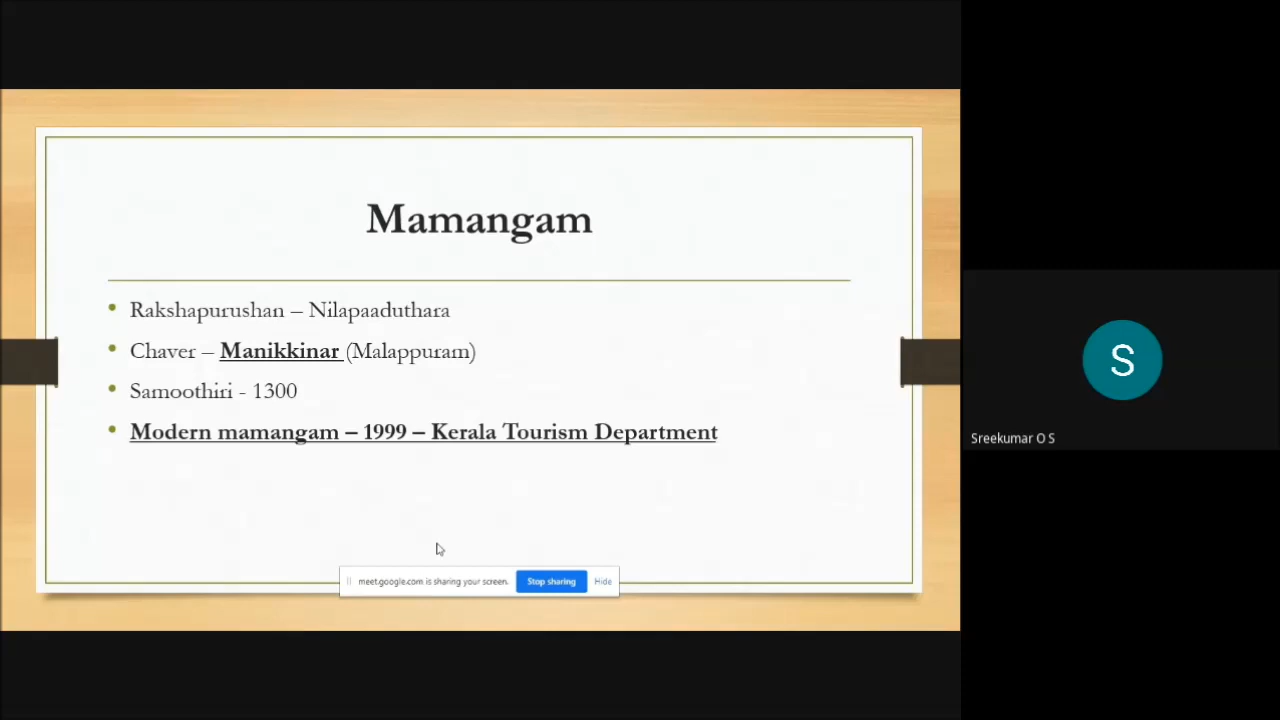 Mamangam
• Rakshapurushan – Nilapaaduthara
• Chaver – Manikkinar (Malappuram)
• Samoothiri - 1300
• Modern mamangam – 1999 – Kerala Tourism Department
meet.google.com is sharing your screen. Stop sharing Hide
S
Sreekumar O S